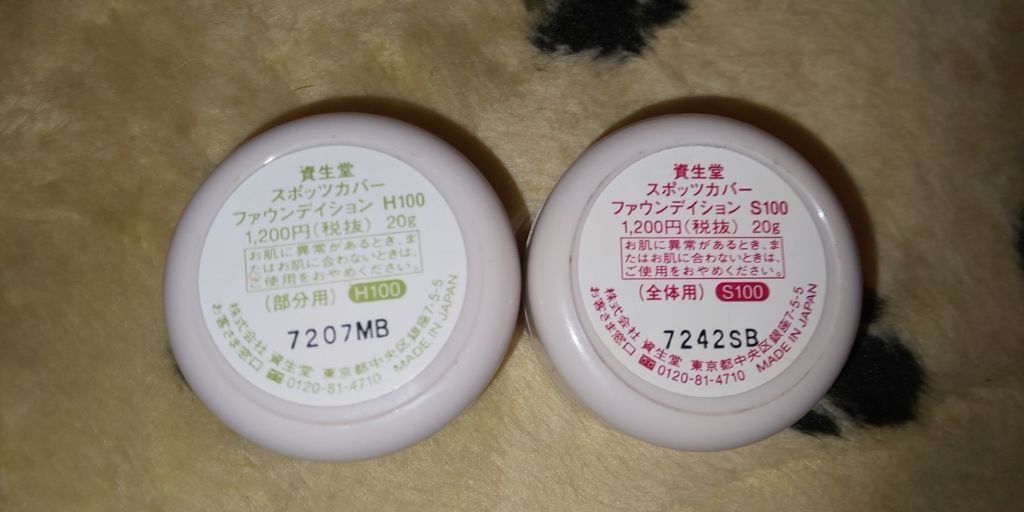 資生堂
スポッツカバー
ファウンデイション H100
1,200円(税抜) 20g
お肌に異常があるとき、ま
たはお肌に合わないときは、
ご使用をおやめください。
(部分用) H100
7207MB
株式会社 資生堂 東京都中央区銀座7-5-5
お客さま窓口 0120-81-4710 MADE IN JAPAN
資生堂
スポッツカバー
ファウンデイション S100
1,200円(税抜) 20g
お肌に異常があるとき、ま
たはお肌に合わないときは、
ご使用をおやめください。
(全体用) S100
7242SB
株式会社 資生堂 東京都中央区銀座7-5-5
お客さま窓口 0120-81-4710 MADE IN JAPAN